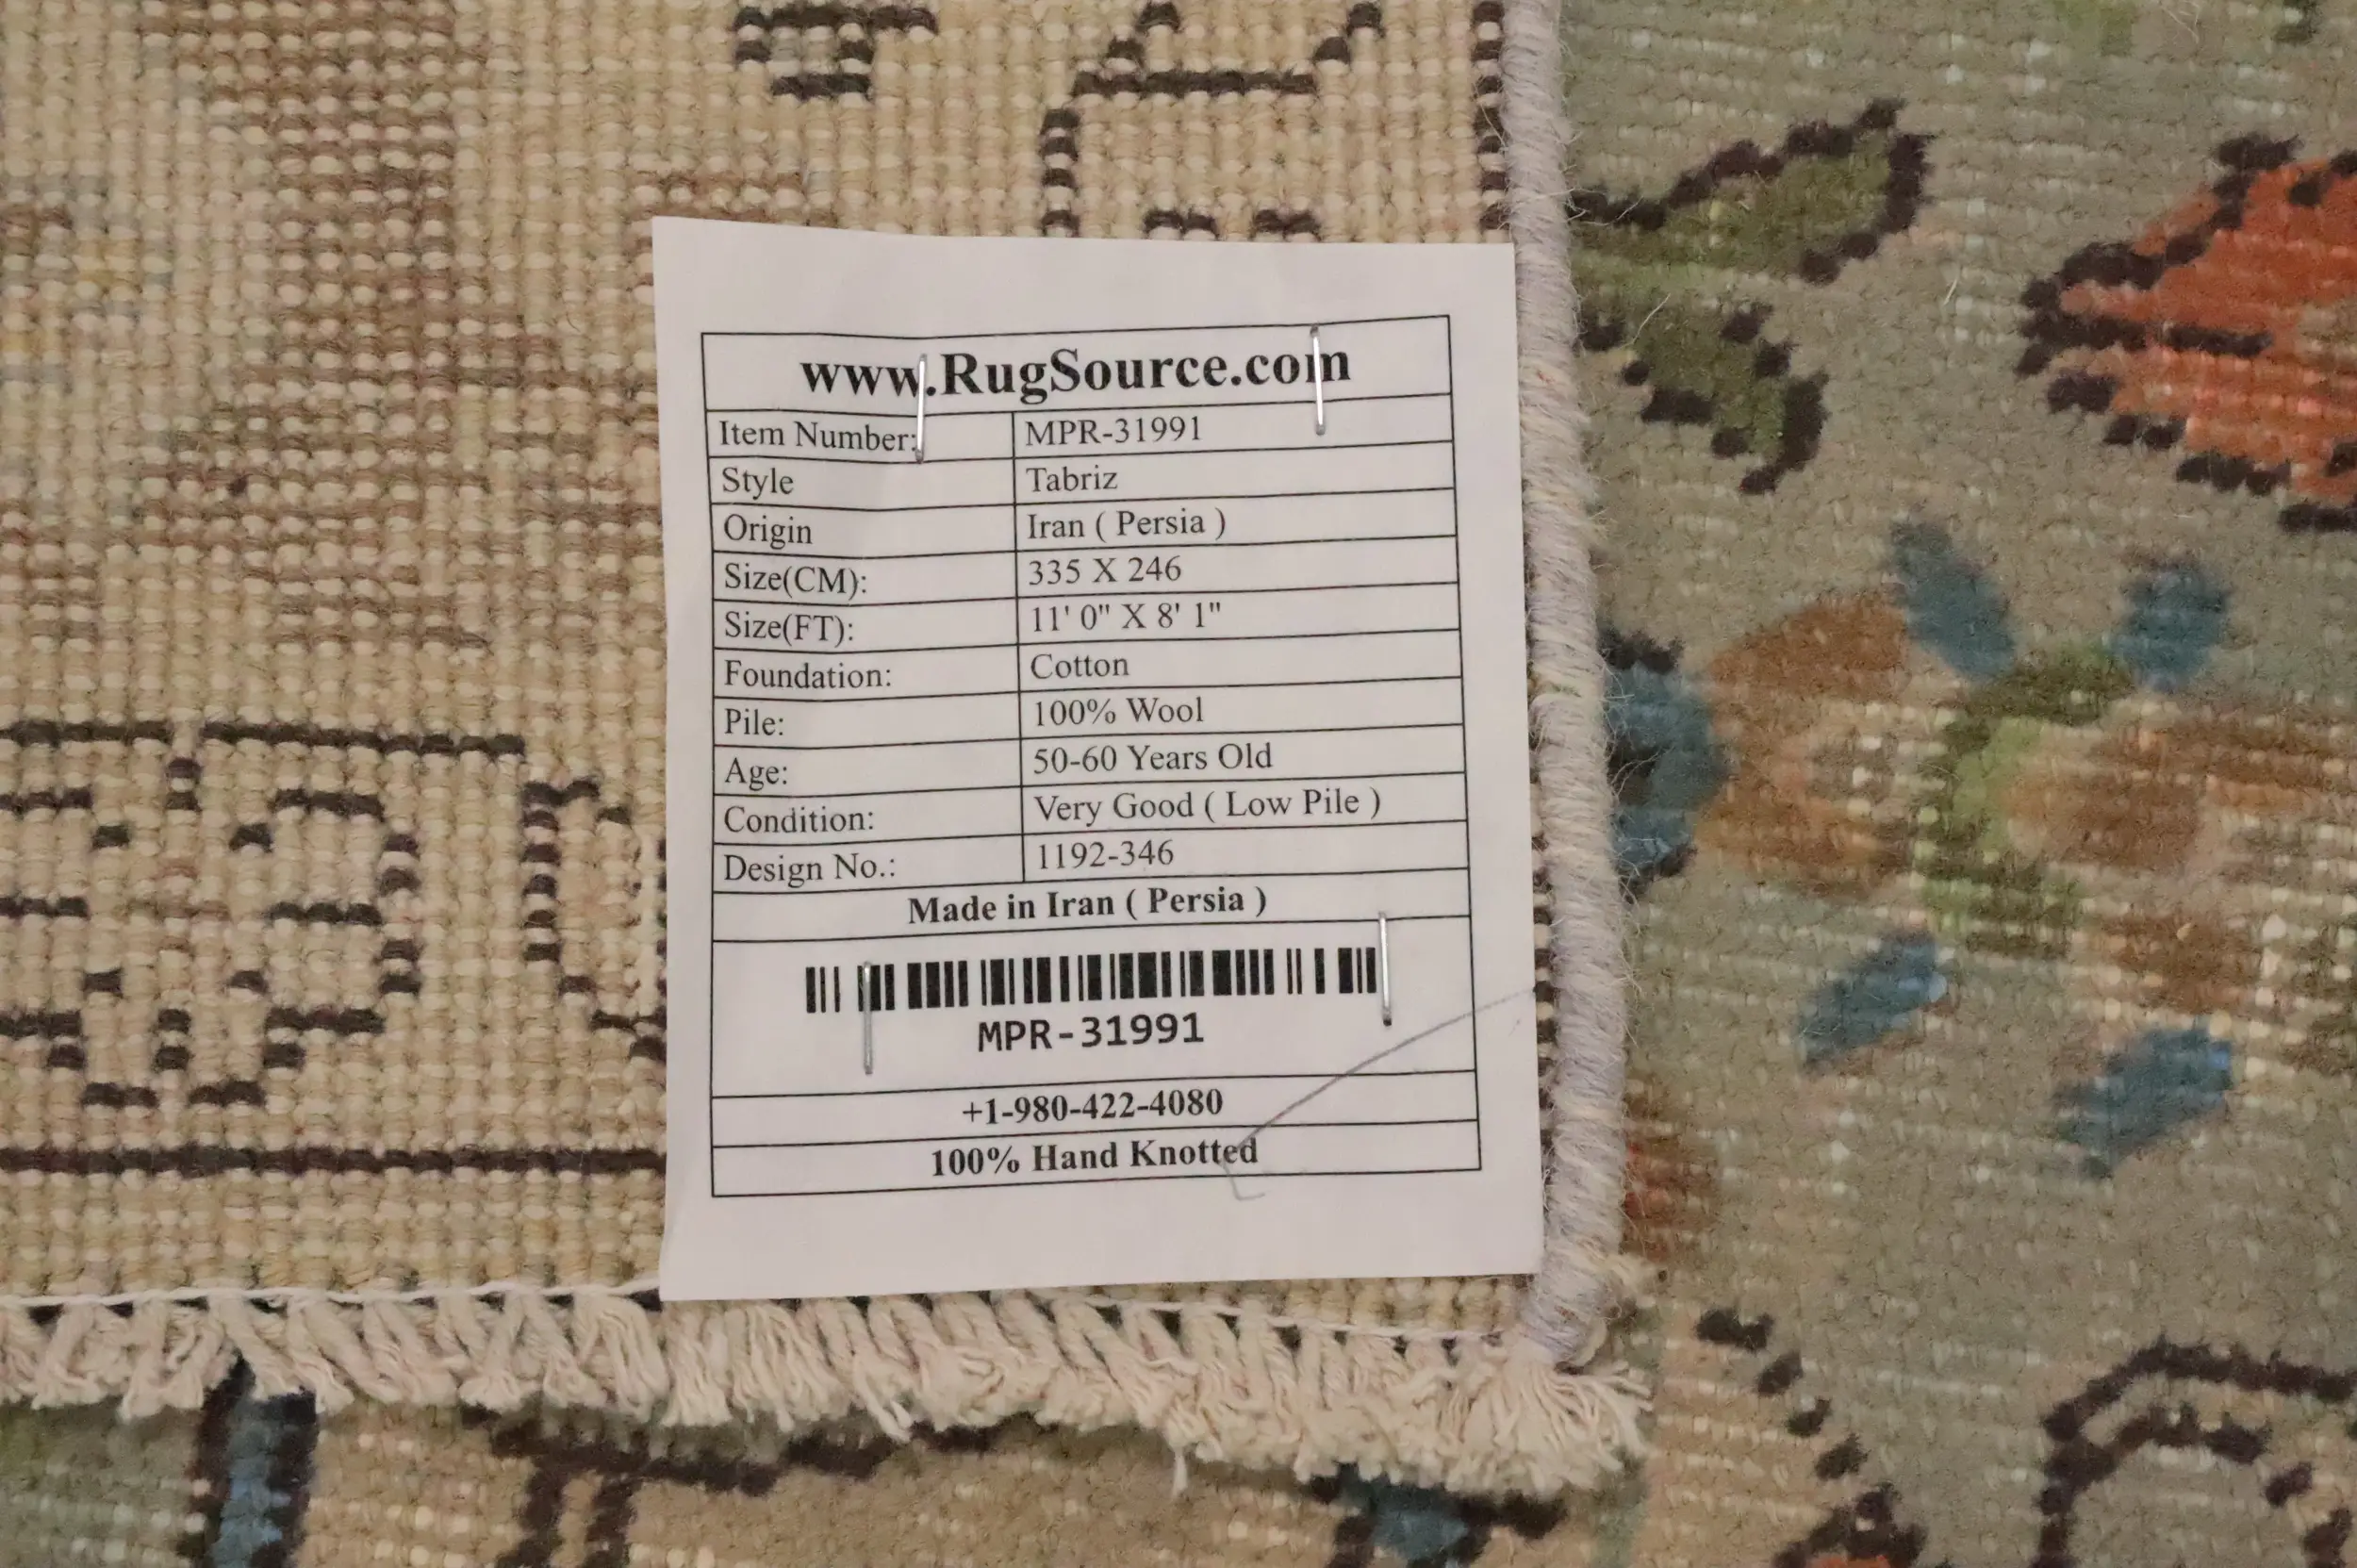 www.RugSource.com
Item Number: MPR-31991
Style Tabriz
Origin Iran ( Persia )
Size(CM): 335 X 246
Size(FT): 11' 0" X 8' 1"
Foundation: Cotton
Pile: 100% Wool
Age: 50-60 Years Old
Condition: Very Good ( Low Pile )
Design No.: 1192-346
Made in Iran ( Persia )
MPR-31991
+1-980-422-4080
100% Hand Knotted